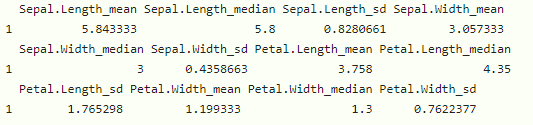 Sepal.Length_mean Sepal.Length_median Sepal.Length_sd Sepal.Width_mean
1 5.843333 5.8 0.8280661 3.057333
Sepal.Width_median Sepal.Width_sd Petal.Length_mean Petal.Length_median
1 3 0.4358663 3.758 4.35
Petal.Length_sd Petal.Width_mean Petal.Width_median Petal.Width_sd
1 1.765298 1.199333 1.3 0.7622377